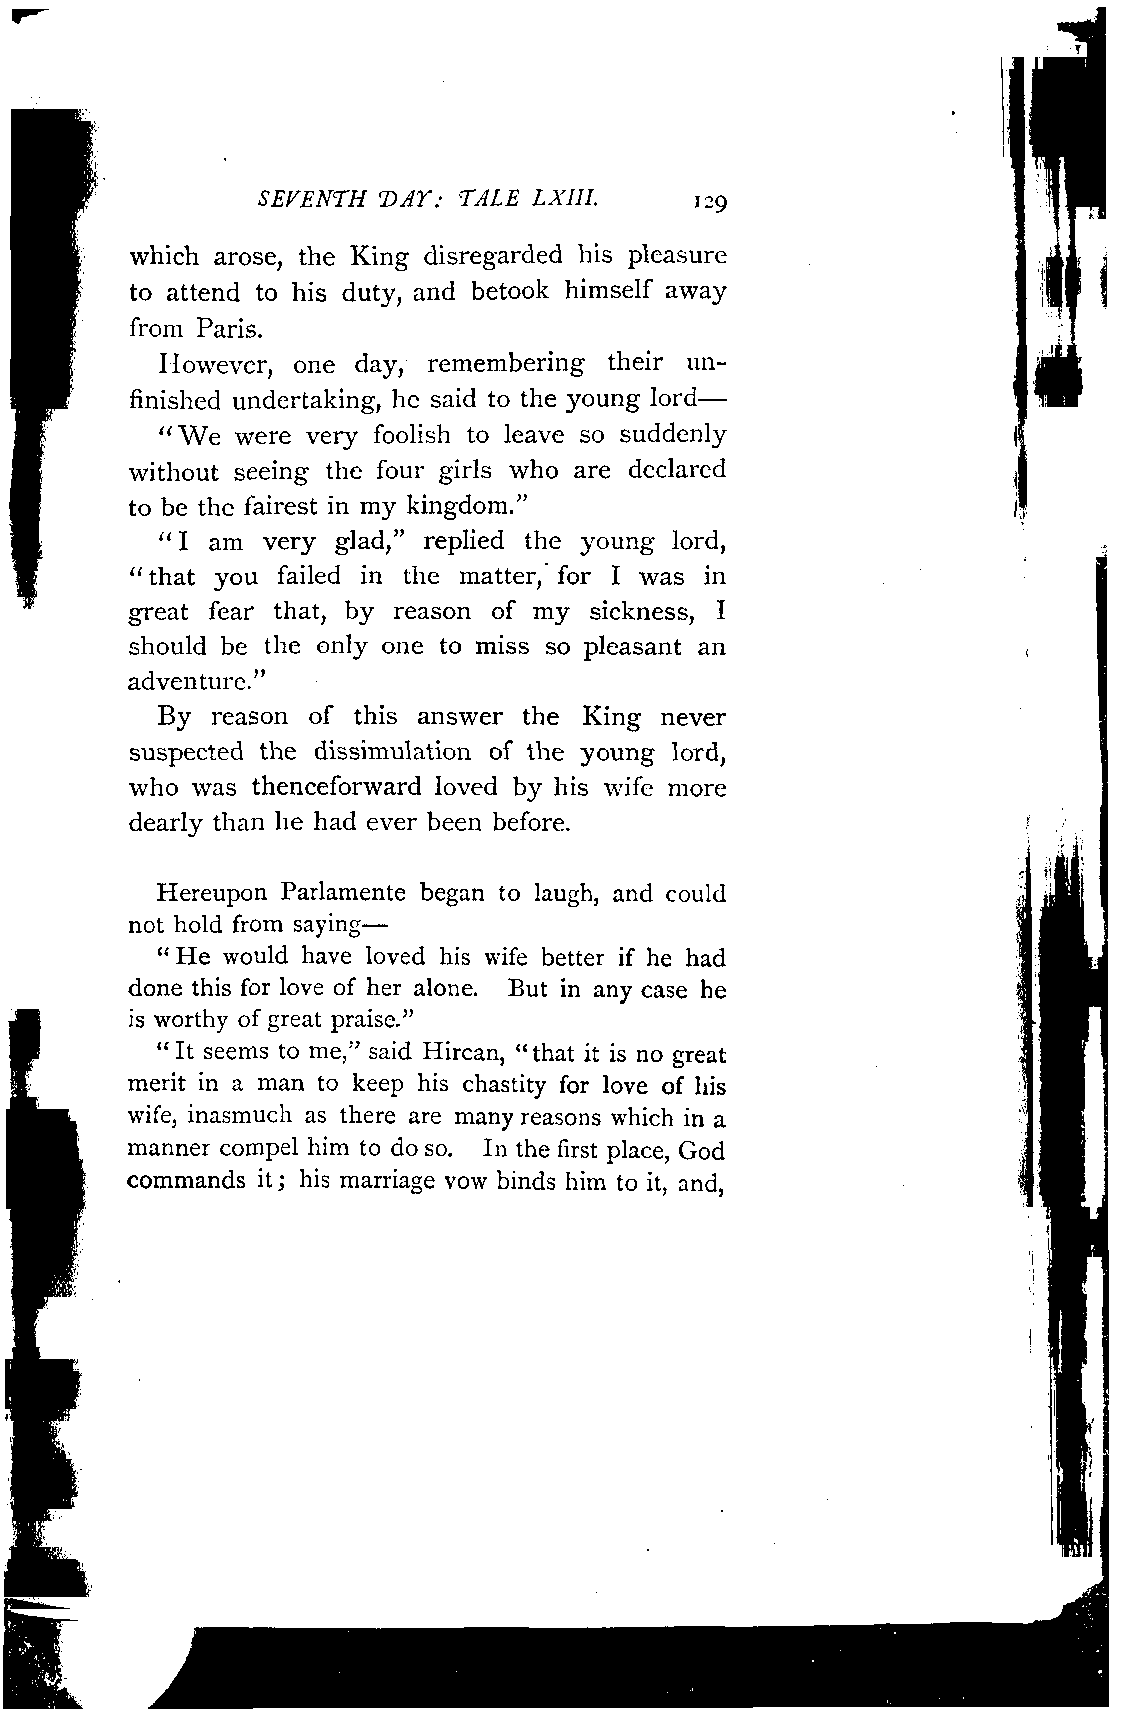 SEVENTH DAY: TALE LXIII. 129
which arose, the King disregarded his pleasure
to attend to his duty, and betook himself away
from Paris.
However, one day, remembering their un-
finished undertaking, he said to the young lord—
“We were very foolish to leave so suddenly
without seeing the four girls who are declared
to be the fairest in my kingdom.”
“I am very glad,” replied the young lord,
“that you failed in the matter, for I was in
great fear that, by reason of my sickness, I
should be the only one to miss so pleasant an
adventure.”
By reason of this answer the King never
suspected the dissimulation of the young lord,
who was thenceforward loved by his wife more
dearly than he had ever been before.
Hereupon Parlamente began to laugh, and could
not hold from saying—
“He would have loved his wife better if he had
done this for love of her alone. But in any case he
is worthy of great praise.”
“It seems to me,” said Hircan, “that it is no great
merit in a man to keep his chastity for love of his
wife, inasmuch as there are many reasons which in a
manner compel him to do so. In the first place, God
commands it; his marriage vow binds him to it, and,